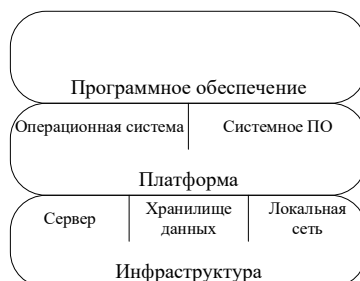 Программное обеспечение
Операционная система
Системное ПО
Платформа
Сервер
Хранилище
данных
Локальная
сеть
Инфраструктура